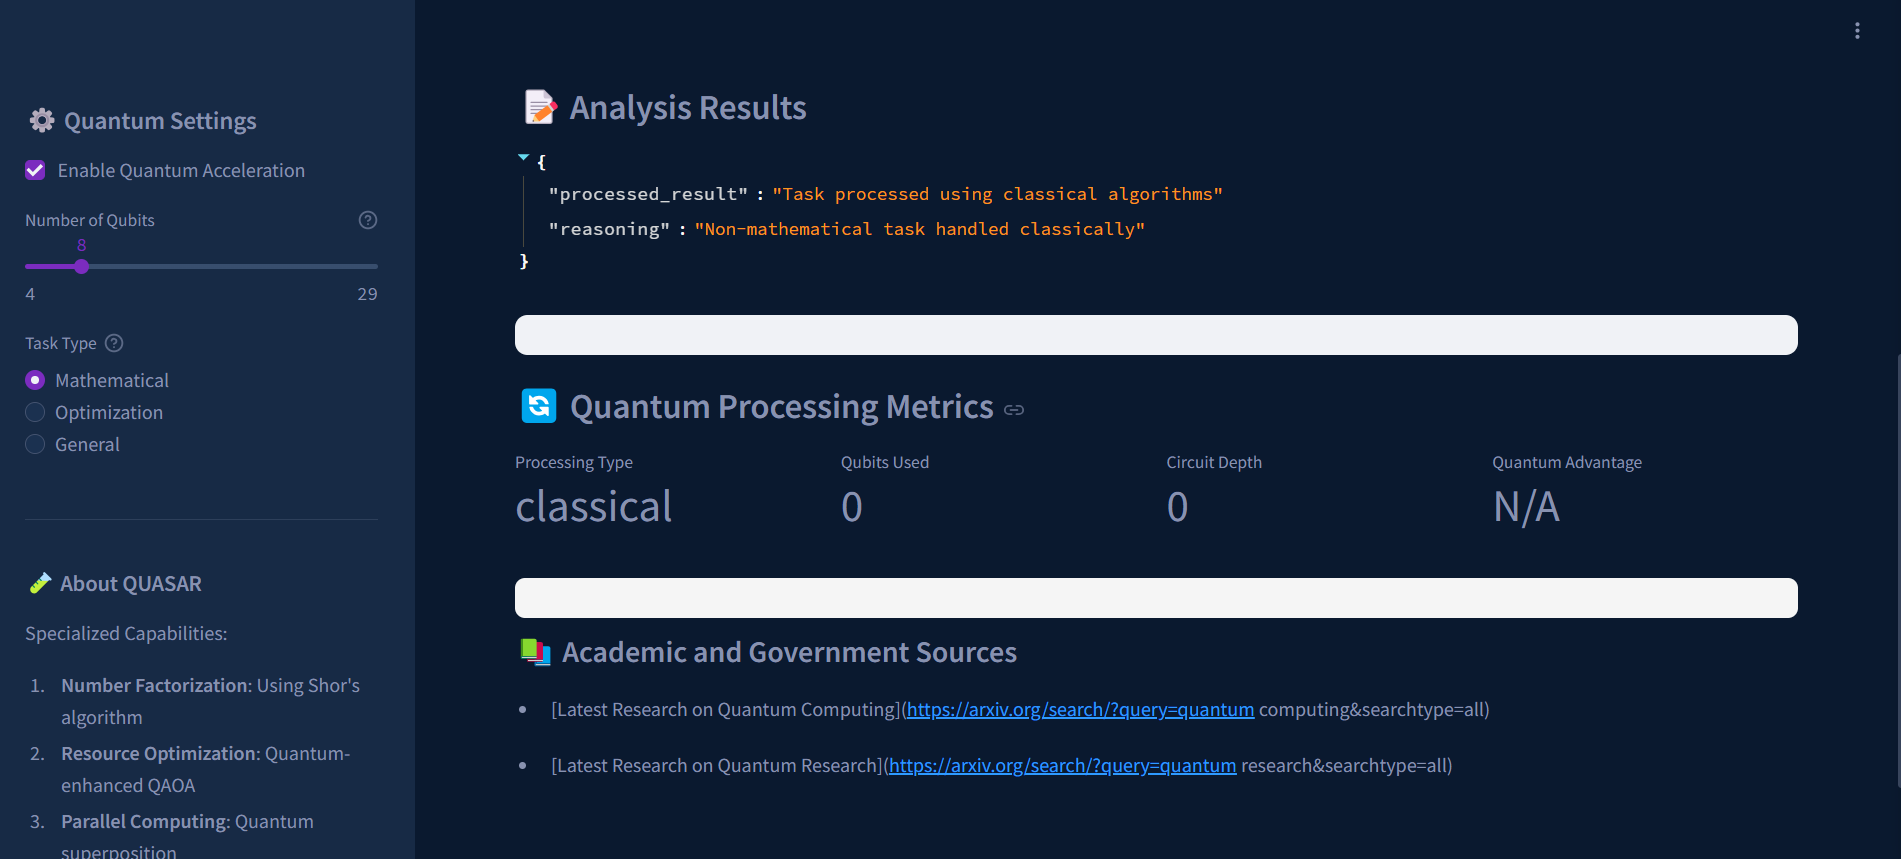 Quantum Settings
Enable Quantum Acceleration
Number of Qubits
8
4 29
Task Type
Mathematical
Optimization
General
About QUASAR
Specialized Capabilities:
1. Number Factorization: Using Shor's
algorithm
2. Resource Optimization: Quantum-
enhanced QAOA
3. Parallel Computing: Quantum
superposition
Analysis Results
{
"processed_result" : "Task processed using classical algorithms"
"reasoning" : "Non-mathematical task handled classically"
}
Quantum Processing Metrics
Processing Type Qubits Used Circuit Depth Quantum Advantage
classical 0 0 N/A
Academic and Government Sources
• [Latest Research on Quantum Computing](https://arxiv.org/search/?query=quantum computing&searchtype=all)
• [Latest Research on Quantum Research](https://arxiv.org/search/?query=quantum research&searchtype=all)